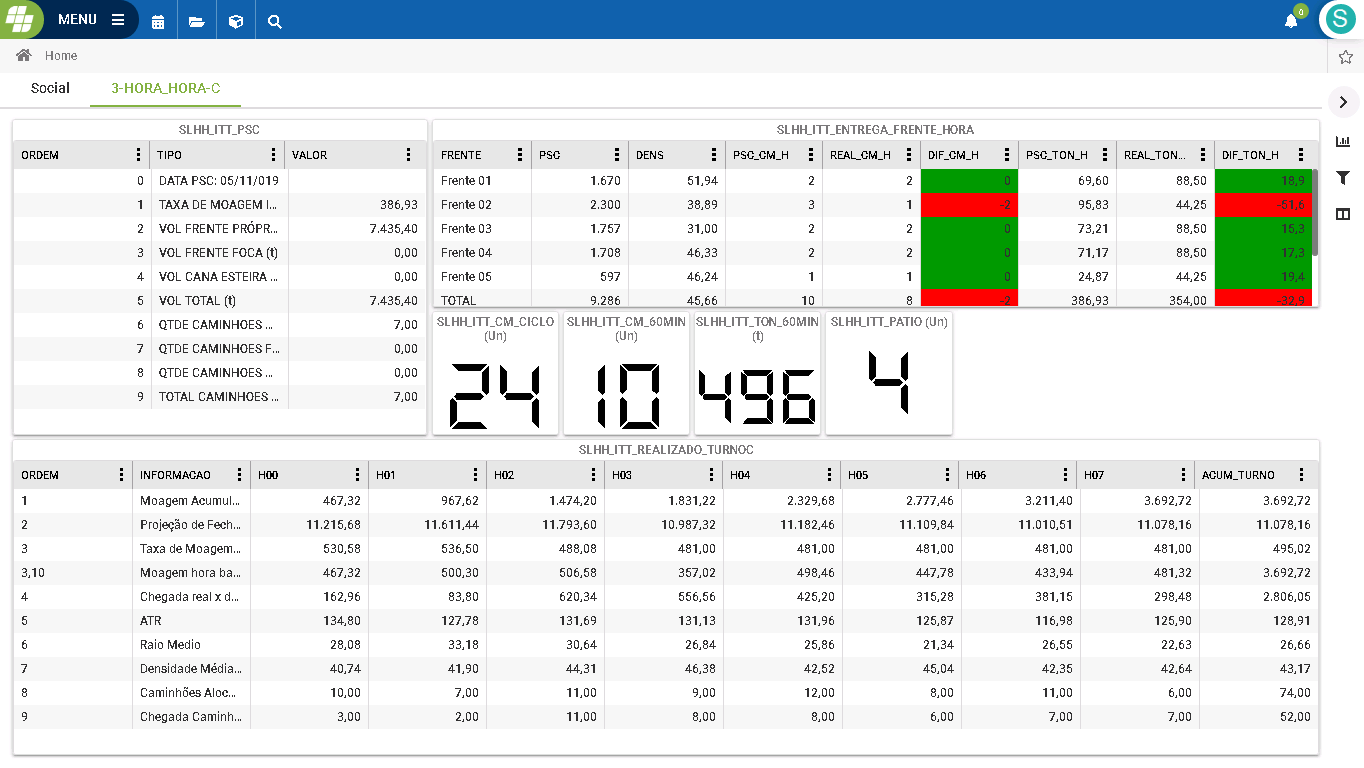 MENU
0
S
Home
Social 3-HORA_HORA-C
SLHH_ITT_PSC
ORDEM TIPO VALOR
0 DATA PSC: 05/11/019
1 TAXA DE MOAGEM I... 386,93
2 VOL FRENTE PRÓPR... 7.435,40
3 VOL FRENTE FOCA (t) 0,00
4 VOL CANA ESTEIRA ... 0,00
5 VOL TOTAL (t) 7.435,40
6 QTDE CAMINHOES ... 7,00
7 QTDE CAMINHOES F... 0,00
8 QTDE CAMINHOES ... 0,00
9 TOTAL CAMINHOES ... 7,00
SLHH_ITT_ENTREGA_FRENTE_HORA
FRENTE PSC DENS PSC_CM_H REAL_CM_H DIF_CM_H PSC_TON_H REAL_TON... DIF_TON_H
Frente 01 1.670 51,94 2 2 0 69,60 88,50 18,9
Frente 02 2.300 38,89 3 1 -2 95,83 44,25 -51,6
Frente 03 1.757 31,00 2 2 0 73,21 88,50 15,3
Frente 04 1.708 46,33 2 2 0 71,17 88,50 17,3
Frente 05 597 46,24 1 1 0 24,87 44,25 19,4
TOTAL 9.286 45,66 10 8 -2 386,93 354,00 -32,9
SLHH_ITT_CM_CICLO
(Un)
24
SLHH_ITT_CM_60MIN
(Un)
10
SLHH_ITT_TON_60MIN
(t)
496
SLHH_ITT_PATIO (Un)
4
SLHH_ITT_REALIZADO_TURNOC
ORDEM INFORMACAO H00 H01 H02 H03 H04 H05 H06 H07 ACUM_TURNO
1 Moagem Acumul... 467,32 967,62 1.474,20 1.831,22 2.329,68 2.777,46 3.211,40 3.692,72 3.692,72
2 Projeção de Fech... 11.215,68 11.611,44 11.793,60 10.987,32 11.182,46 11.109,84 11.010,51 11.078,16 11.078,16
3 Taxa de Moagem... 530,58 536,50 488,08 481,00 481,00 481,00 481,00 481,00 495,02
3,10 Moagem hora ba... 467,32 500,30 506,58 357,02 498,46 447,78 433,94 481,32 3.692,72
4 Chegada real x d... 162,96 83,80 620,34 556,56 425,20 315,28 381,15 298,48 2.806,05
5 ATR 134,80 127,78 131,69 131,13 131,96 125,87 116,98 125,90 128,91
6 Raio Medio 28,08 33,18 30,64 26,84 25,86 21,34 26,55 22,63 26,66
7 Densidade Média... 40,74 41,90 44,31 46,38 42,52 45,04 42,35 42,64 43,17
8 Caminhões Aloc... 10,00 7,00 11,00 9,00 12,00 8,00 11,00 6,00 74,00
9 Chegada Caminh... 3,00 2,00 11,00 8,00 8,00 6,00 7,00 7,00 52,00